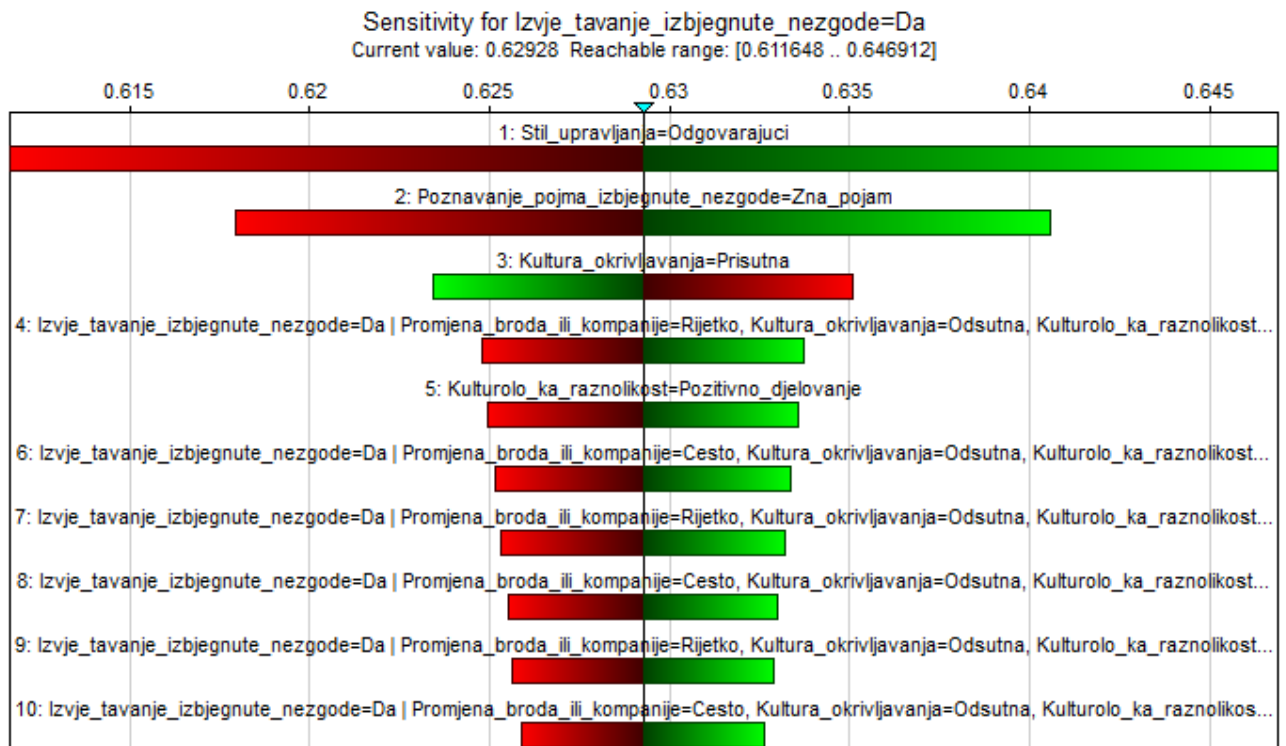 Sensitivity for Izvje_tavanje_izbjegnute_nezgode=Da
Current value: 0.62928 Reachable range: [0.611648 .. 0.646912]
0.615 0.62 0.625 0.63 0.635 0.64 0.645
1: Stil_upravljanja=Odgovarajuci
2: Poznavanje_pojma_izbjegnute_nezgode=Zna_pojam
3: Kultura_okrivljavanja=Prisutna
4: Izvje_tavanje_izbjegnute_nezgode=Da | Promjena_broda_ili_kompanije=Rijetko, Kultura_okrivljavanja=Odsutna, Kulturolo_ka_raznolikost...
5: Kulturolo_ka_raznolikost=Pozitivno_djelovanje
6: Izvje_tavanje_izbjegnute_nezgode=Da | Promjena_broda_ili_kompanije=Cesto, Kultura_okrivljavanja=Odsutna, Kulturolo_ka_raznolikost...
7: Izvje_tavanje_izbjegnute_nezgode=Da | Promjena_broda_ili_kompanije=Rijetko, Kultura_okrivljavanja=Odsutna, Kulturolo_ka_raznolikost...
8: Izvje_tavanje_izbjegnute_nezgode=Da | Promjena_broda_ili_kompanije=Cesto, Kultura_okrivljavanja=Odsutna, Kulturolo_ka_raznolikost...
9: Izvje_tavanje_izbjegnute_nezgode=Da | Promjena_broda_ili_kompanije=Rijetko, Kultura_okrivljavanja=Odsutna, Kulturolo_ka_raznolikost...
10: Izvje_tavanje_izbjegnute_nezgode=Da | Promjena_broda_ili_kompanije=Cesto, Kultura_okrivljavanja=Odsutna, Kulturolo_ka_raznolikos...